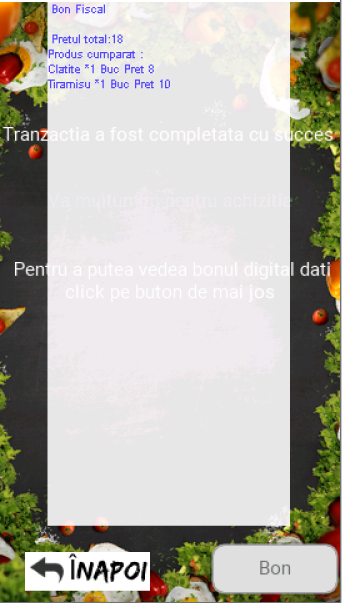 Bon Fiscal
Pretul total:18
Produs cumparat :
Clatite *1 Buc Pret 8
Tiramisu *1 Buc Pret 10
Tranzactia a fost completata cu succes
Va multumim pentru achizitie
Pentru a putea vedea bonul digital dati
click pe buton de mai jos
ÎNAPOI
Bon